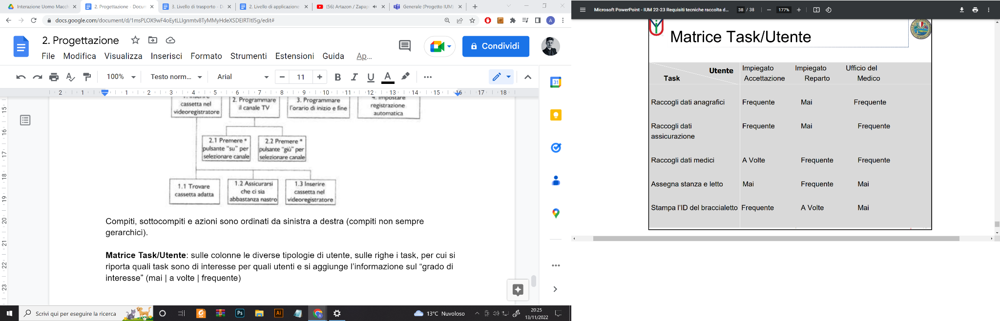 Interazione Uomo Macch
2. Progettazione - Docum
3. Livello di trasporto - D
2. Livello di applicazione
(56) Artazon / Zapap
Generale (Progetto IUM)
docs.google.com/document/d/1msPLOX9wF4oEytLLIgnmtv8TyMMyHdeXSDEIRTltI5g/edit#
A
2. Progettazione
File Modifica Visualizza Inserisci Formato Strumenti Estensioni Guida Ap...
Condividi
100% Testo norm... Arial 11 B I U A
2 1 1 2 3 4 5 6 7 8 9 10 11 12 13 14 15 16 17 18
15
16
17
18
19
20
21
22
23
31
1. Inserire
cassetta nel
videoregistratore
2. Programmare
il canale TV
3. Programmare
l'orario di inizio e fine
4. Impostare
registrazione
automatica
2.1 Premere *
pulsante "su" per
selezionare canale
2.2 Premere *
pulsante "giù" per
selezionare canale
1.1 Trovare
cassetta adatta
1.2 Assicurarsi
che ci sia
abbastanza nastro
1.3 Inserire
cassetta nel
videoregistratore
Compiti, sottocompiti e azioni sono ordinati da sinistra a destra (compiti non sempre
gerarchici).
Matrice Task/Utente: sulle colonne le diverse tipologie di utente, sulle righe i task, per cui si
riporta quali task sono di interesse per quali utenti e si aggiunge l'informazione sul "grado di
interesse" (mai | a volte | frequente)
Scrivi qui per eseguire la ricerca
Ps
Ai
13°C Nuvoloso
20:25
13/11/2022
Microsoft PowerPoint - IUM 22-23 Requisiti tecniche raccolta d... 38 / 38 177%
Matrice Task/Utente
Utente Impiegato Impiegato Ufficio del
Task Accettazione Reparto Medico
Raccogli dati anagrafici Frequente Mai Frequente
Raccogli dati Frequente Mai Frequente
assicurazione
Raccogli dati medici A Volte Frequente Frequente
Assegna stanza e letto Mai Frequente Mai
Stampa l'ID del braccialetto Frequente A Volte Mai